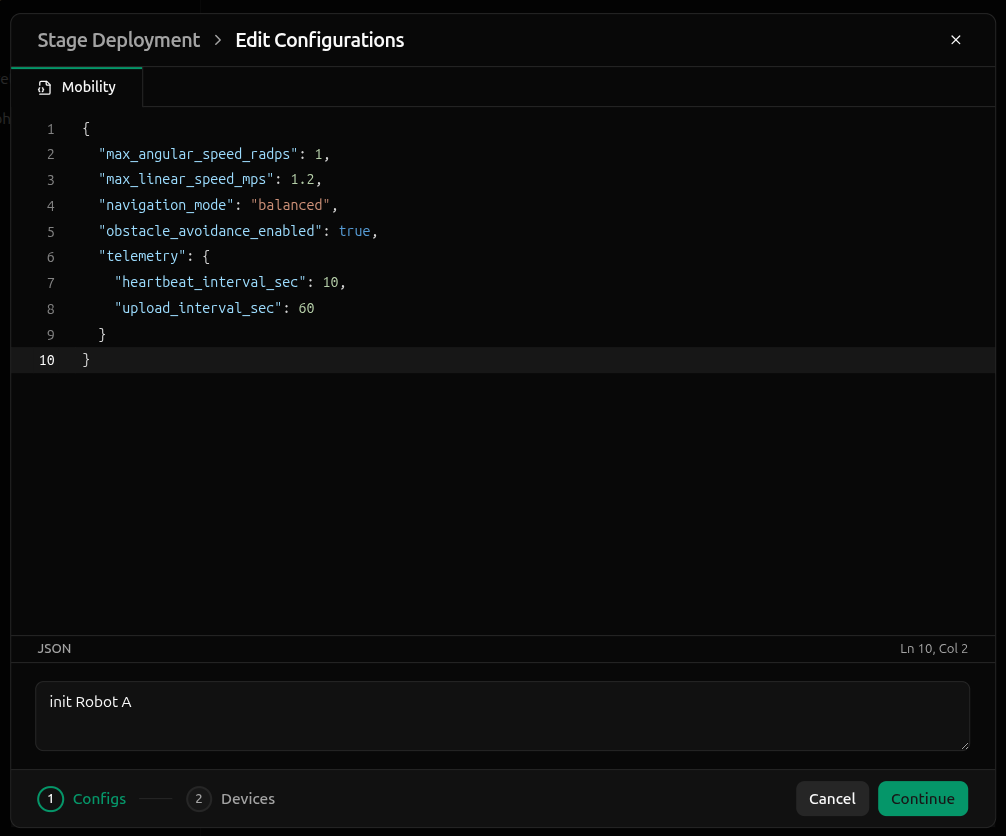 Stage Deployment > Edit Configurations
Mobility
1 {
2 "max_angular_speed_radps": 1,
3 "max_linear_speed_mps": 1.2,
4 "navigation_mode": "balanced",
5 "obstacle_avoidance_enabled": true,
6 "telemetry": {
7 "heartbeat_interval_sec": 10,
8 "upload_interval_sec": 60
9 }
10 }
JSON Ln 10, Col 2
init Robot A
1 Configs 2 Devices Cancel Continue